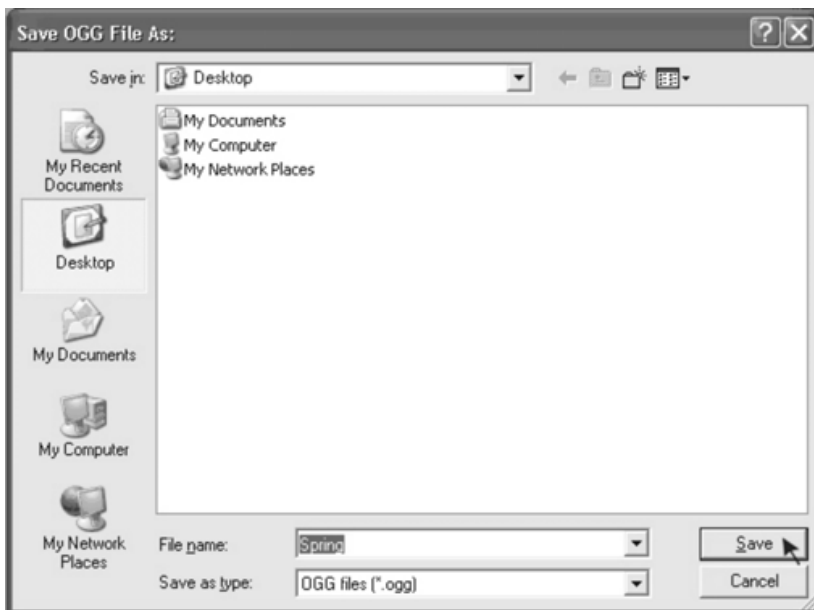 Save OGG File As:
Save in:
Desktop
My Recent
Documents
Desktop
My Documents
My Computer
My Network
Places
My Documents
My Computer
My Network Places
File name:
Spring
Save
Save as type:
OGG files (*.ogg)
Cancel